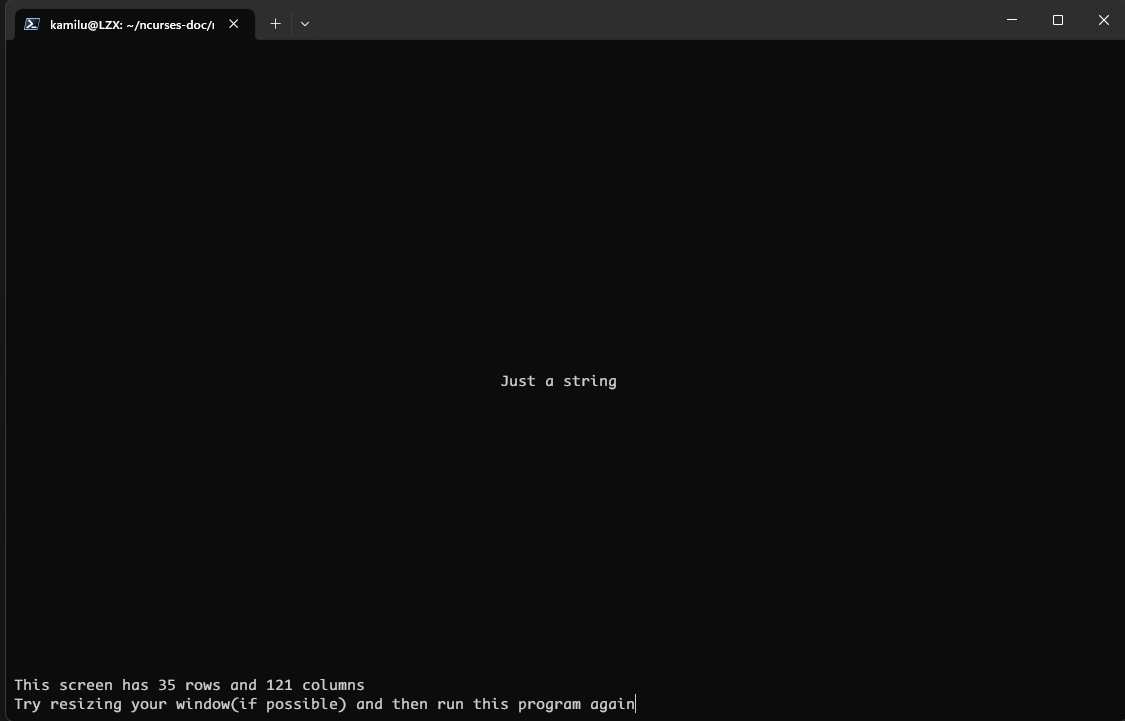 kamilu@LZX: ~/ncurses-doc/
Just a string
This screen has 35 rows and 121 columns
Try resizing your window(if possible) and then run this program again